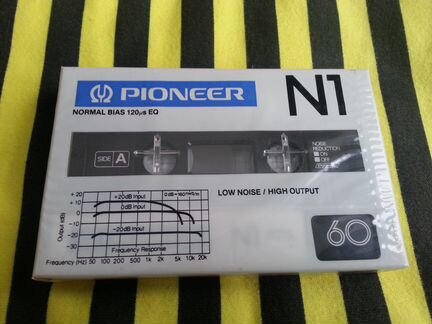 PIONEER
N1
NORMAL BIAS 120µs EQ
SIDE A
NOISE
REDUCTION
ON
OFF
LOW NOISE / HIGH OUTPUT
+20dB Input
0dB=160nwb/m
0dB Input
-20dB Input
Output (dB)
+20
+10
0
-10
-20
-30
Frequency Response
Frequency (Hz) 50 100 200 500 1k 2k 5k 10k 20k
60